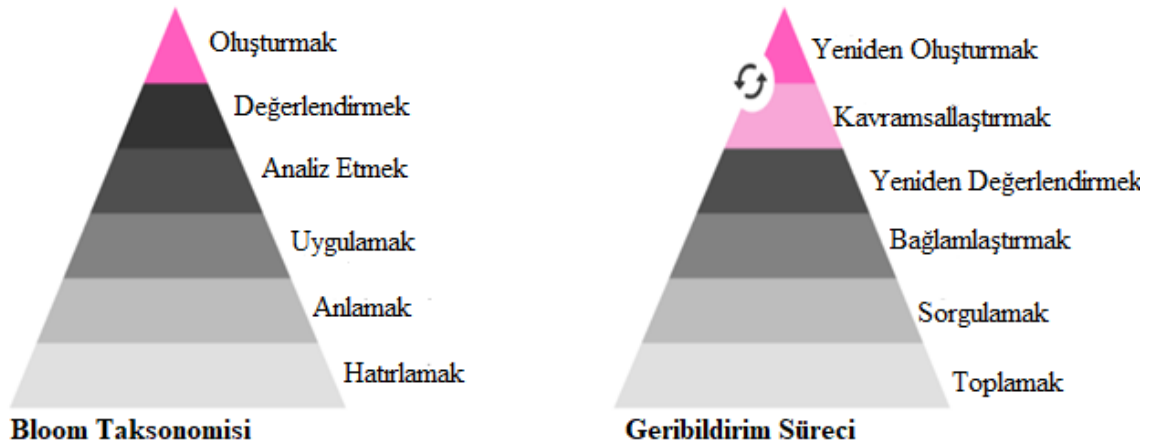 Oluşturmak
Değerlendirmek
Analiz Etmek
Uygulamak
Anlamak
Hatırlamak
Bloom Taksonomisi
Yeniden Oluşturmak
Kavramsallaştırmak
Yeniden Değerlendirmek
Bağlamlaştırmak
Sorgulamak
Toplamak
Geribildirim Süreci